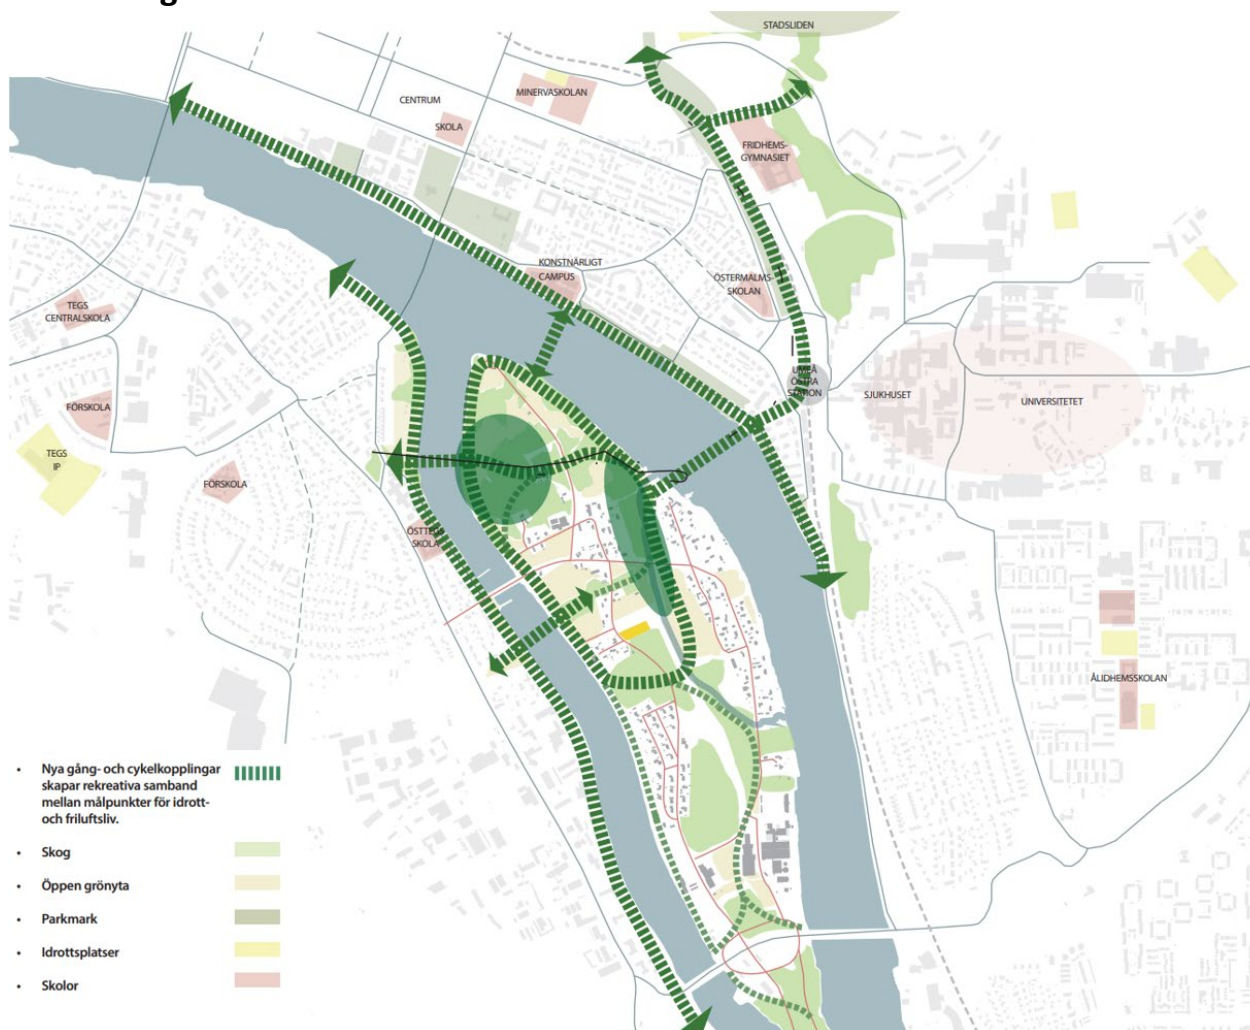 STADSLIDEN
MINERVASKOLAN
CENTRUM
SKOLA
FRIDHEMS-
GYMNASIET
KONSTNÄRLIGT
CAMPUS
ÖSTERMALMS
SKOLAN
TEGS
CENTRALSKOLA
UMEÅ
ÖSTRA
STATION
SJUKHUSET
UNIVERSITETET
FÖRSKOLA
TEGS
IP
FÖRSKOLA
ÖSTTEGS
SKOLA
ÅLIDHEMSSKOLAN
• Nya gång- och cykelkopplingar
skapar rekreativa samband
mellan målpunkter för idrott-
och friluftsliv.
• Skog
• Öppen grönyta
• Parkmark
• Idrottsplatser
• Skolor